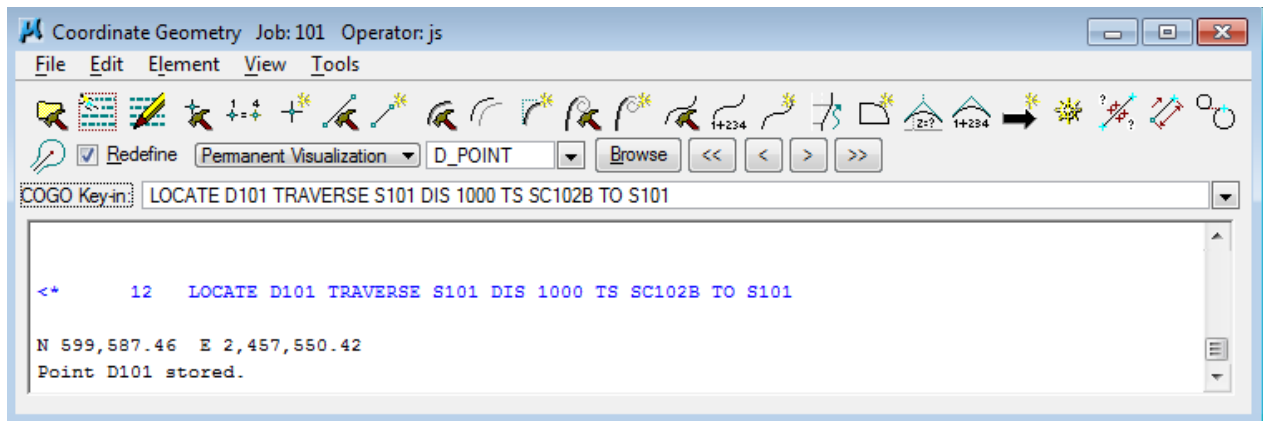 Coordinate Geometry Job: 101 Operator: js
File Edit Element View Tools
1+234 z=? 1+234
Redefine Permanent Visualization D_POINT Browse << < > >>
COGO Key-in: LOCATE D101 TRAVERSE S101 DIS 1000 TS SC102B TO S101
<* 12 LOCATE D101 TRAVERSE S101 DIS 1000 TS SC102B TO S101
N 599,587.46 E 2,457,550.42
Point D101 stored.